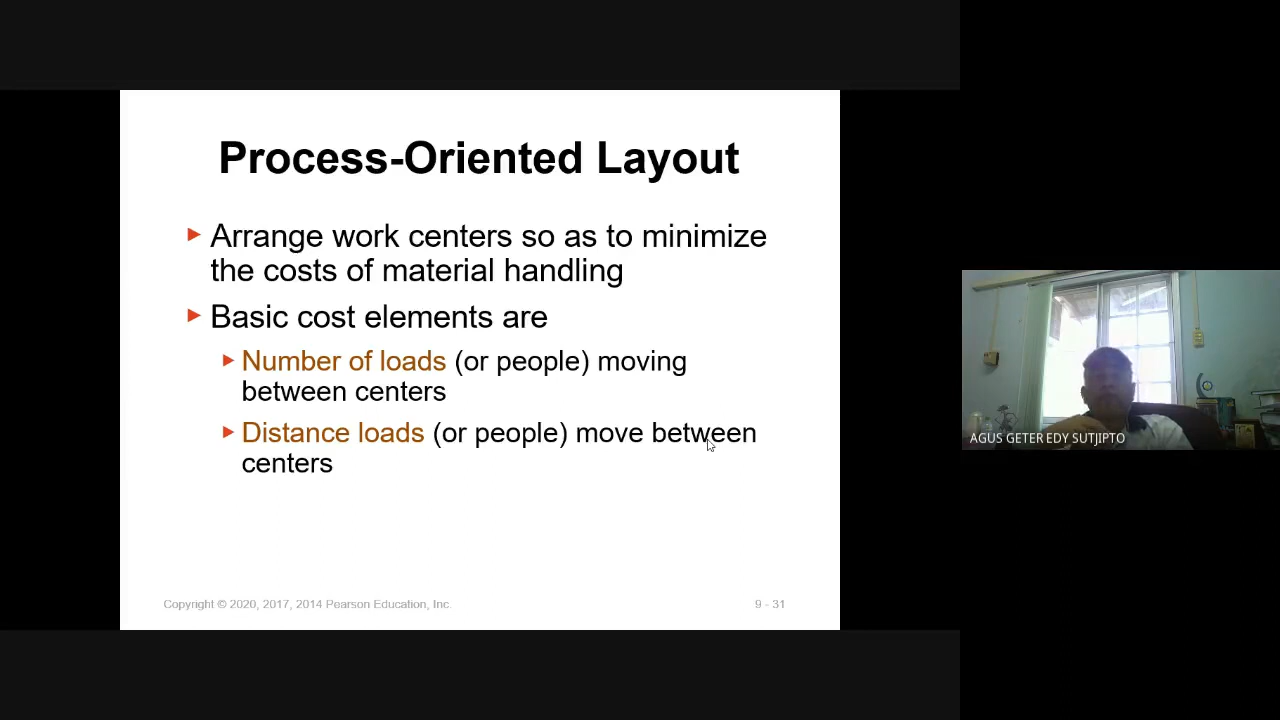 Process-Oriented Layout
Arrange work centers so as to minimize
the costs of material handling
Basic cost elements are
Number of loads (or people) moving
between centers
Distance loads (or people) move between
centers
Copyright © 2020, 2017, 2014 Pearson Education, Inc.
9 - 31
AGUS GETER EDY SUTJIPTO